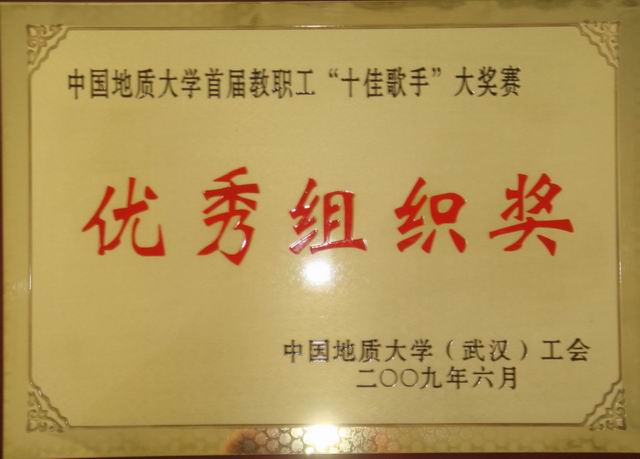 中国地质大学首届教职工“十佳歌手”大奖赛
优秀组织奖
中国地质大学（武汉）工会
二〇〇九年六月